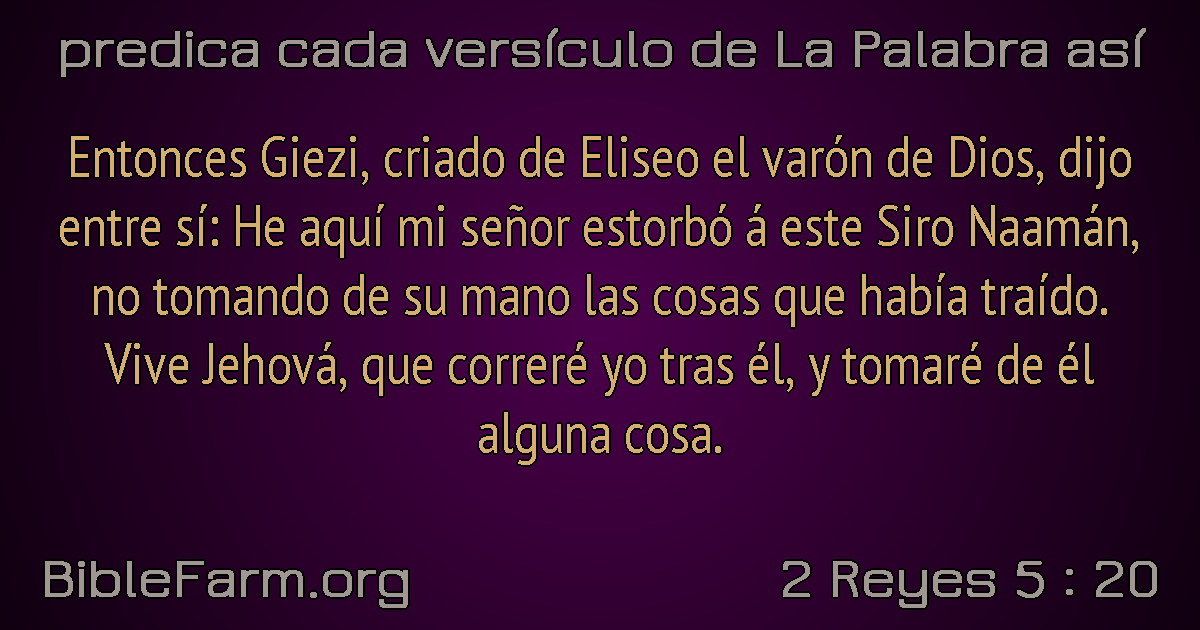 predica cada versículo de La Palabra así
Entonces Giezi, criado de Eliseo el varón de Dios, dijo
entre sí: He aquí mi señor estorbó á este Siro Naamán,
no tomando de su mano las cosas que había traído.
Vive Jehová, que correré yo tras él, y tomaré de él
alguna cosa.
BibleFarm.org
2 Reyes 5 : 20